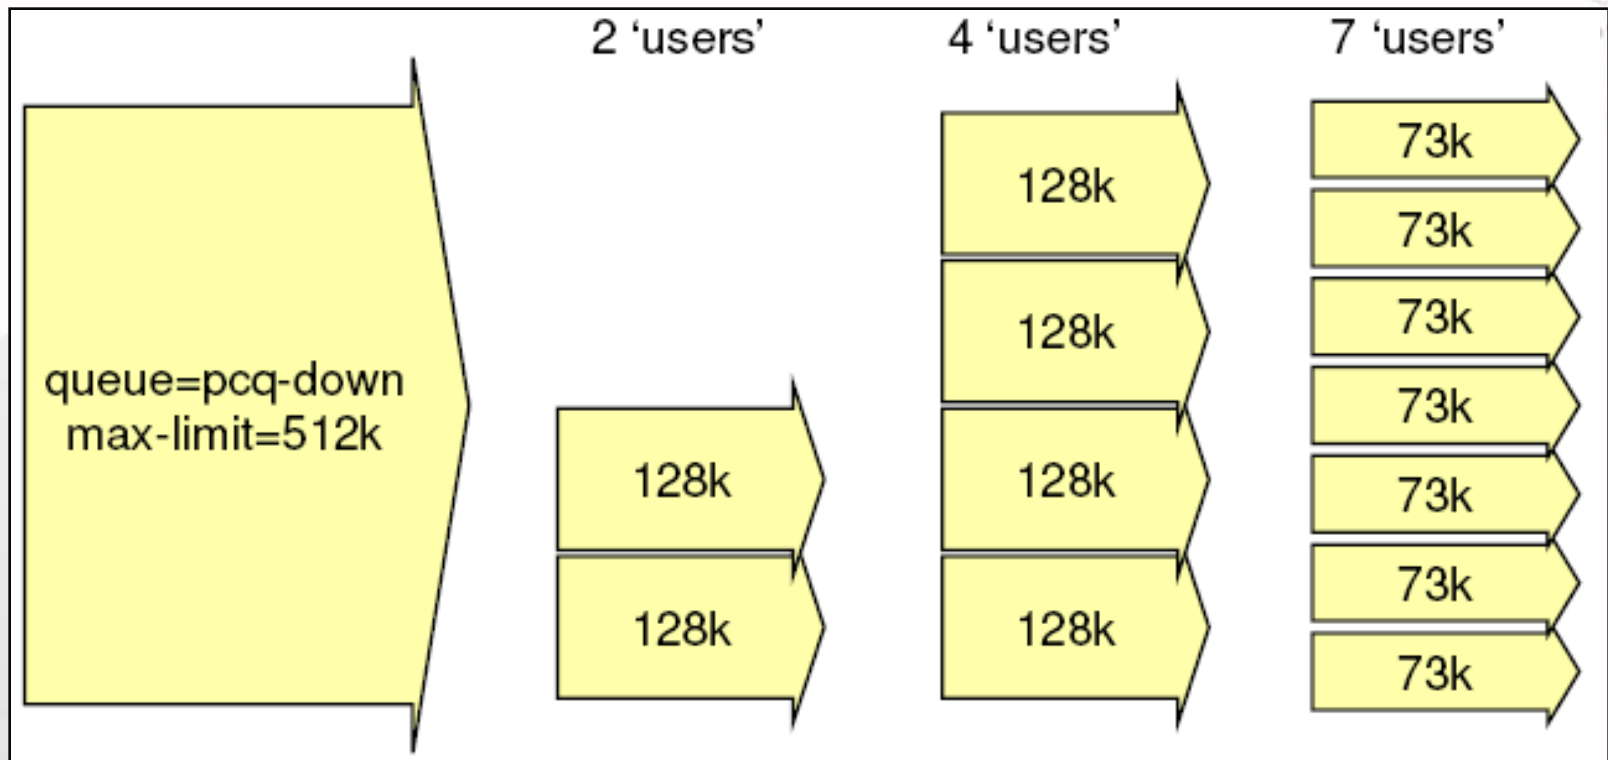 2 ‘users’
4 ‘users’
7 ‘users’
queue=pcq-down
max-limit=512k
128k
128k
128k
128k
128k
128k
73k
73k
73k
73k
73k
73k
73k